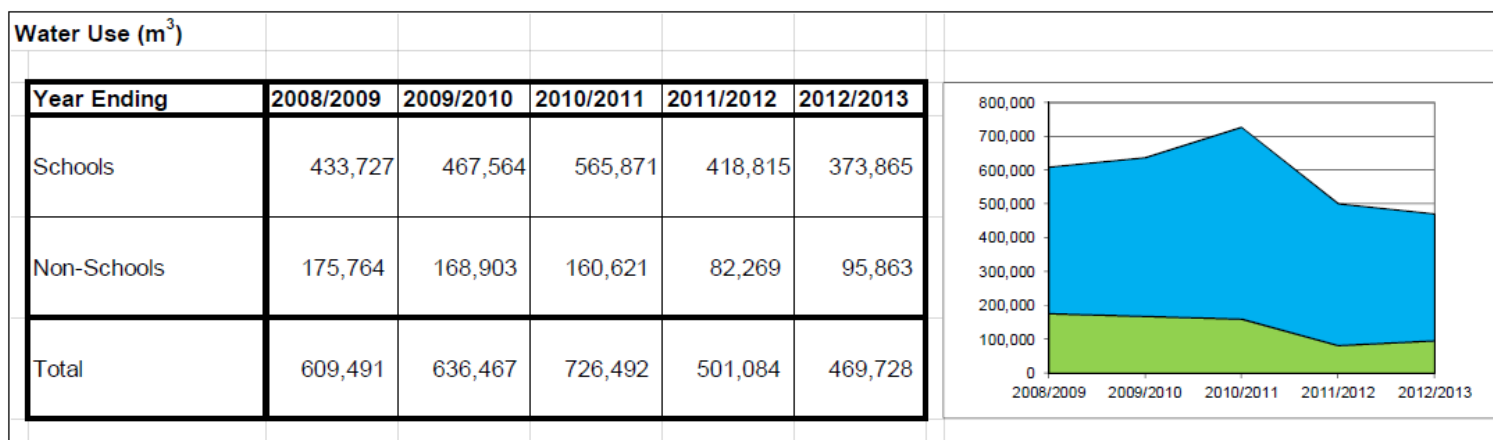 Water Use (m³)
Year Ending 2008/2009 2009/2010 2010/2011 2011/2012 2012/2013
Schools 433,727 467,564 565,871 418,815 373,865
Non-Schools 175,764 168,903 160,621 82,269 95,863
Total 609,491 636,467 726,492 501,084 469,728
800,000
700,000
600,000
500,000
400,000
300,000
200,000
100,000
0
2008/2009 2009/2010 2010/2011 2011/2012 2012/2013